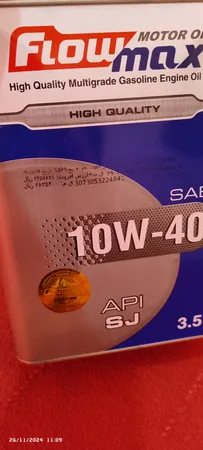 MOTOR OIL
Flow
max
High Quality Multigrade Gasoline Engine Oil
HIGH QUALITY
3073053224841
SAE
10W-40
API
SJ
3.5
26/11/2024 11:09